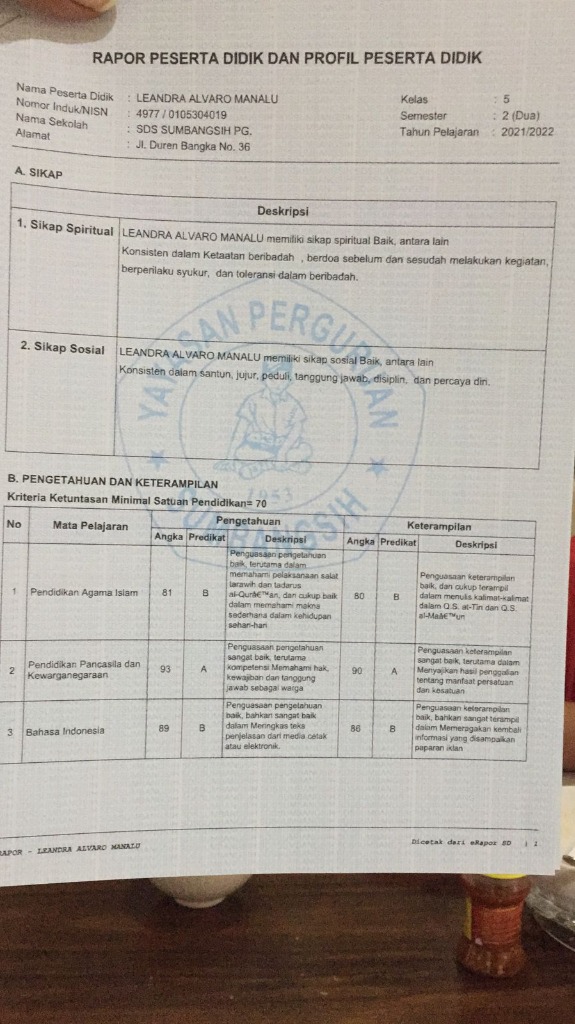 RAPOR PESERTA DIDIK DAN PROFIL PESERTA DIDIK
Nama Peserta Didik : LEANDRA ALVARO MANALU
Kelas : 5
Nomor Induk/NISN : 4977 / 0105304019
Semester : 2 (Dua)
Nama Sekolah : SDS SUMBANGSIH PG.
Tahun Pelajaran : 2021/2022
Alamat : Jl. Duren Bangka No. 36
A. SIKAP
Deskripsi
1. Sikap Spiritual
LEANDRA ALVARO MANALU memiliki sikap spiritual Baik, antara lain
Konsisten dalam Ketaatan beribadah , berdoa sebelum dan sesudah melakukan kegiatan,
berperilaku syukur, dan toleransi dalam beribadah.
2. Sikap Sosial
LEANDRA ALVARO MANALU memiliki sikap sosial Baik, antara lain
Konsisten dalam santun, jujur, peduli, tanggung jawab, disiplin, dan percaya diri.
YAYASAN PERGURUAN
1953
SUMBANGSIH
B. PENGETAHUAN DAN KETERAMPILAN
Kriteria Ketuntasan Minimal Satuan Pendidikan= 70
No Mata Pelajaran Pengetahuan Keterampilan
Angka Predikat Deskripsi Angka Predikat Deskripsi
1 Pendidikan Agama Islam 81 B
Penguasaan pengetahuan
baik, terutama dalam
memahami pelaksanaan salat
tarawih dan tadarus
al-Qurâ€™an, dan cukup baik
dalam memahami makna
sederhana dalam kehidupan
sehari-hari
80 B
Penguasaan keterampilan
baik, dan cukup terampil
dalam menulis kalimat-kalimat
dalam Q.S. at-Tin dan Q.S.
al-Maâ€™un
2 Pendidikan Pancasila dan
Kewarganegaraan
93 A
Penguasaan pengetahuan
sangat baik, terutama
kompetensi Memahami hak,
kewajiban dan tanggung
jawab sebagai warga
90 A
Penguasaan keterampilan
sangat baik, terutama dalam
Menyajikan hasil penggalian
tentang manfaat persatuan
dan kesatuan
3 Bahasa Indonesia 89 B
Penguasaan pengetahuan
baik, bahkan sangat baik
dalam Meringkas teks
penjelasan dari media cetak
atau elektronik.
86 B
Penguasaan keterampilan
baik, bahkan sangat terampil
dalam Memeragakan kembali
informasi yang disampaikan
paparan iklan
RAPOR - LEANDRA ALVARO MANALU
Dicetak dari eRapor SD |